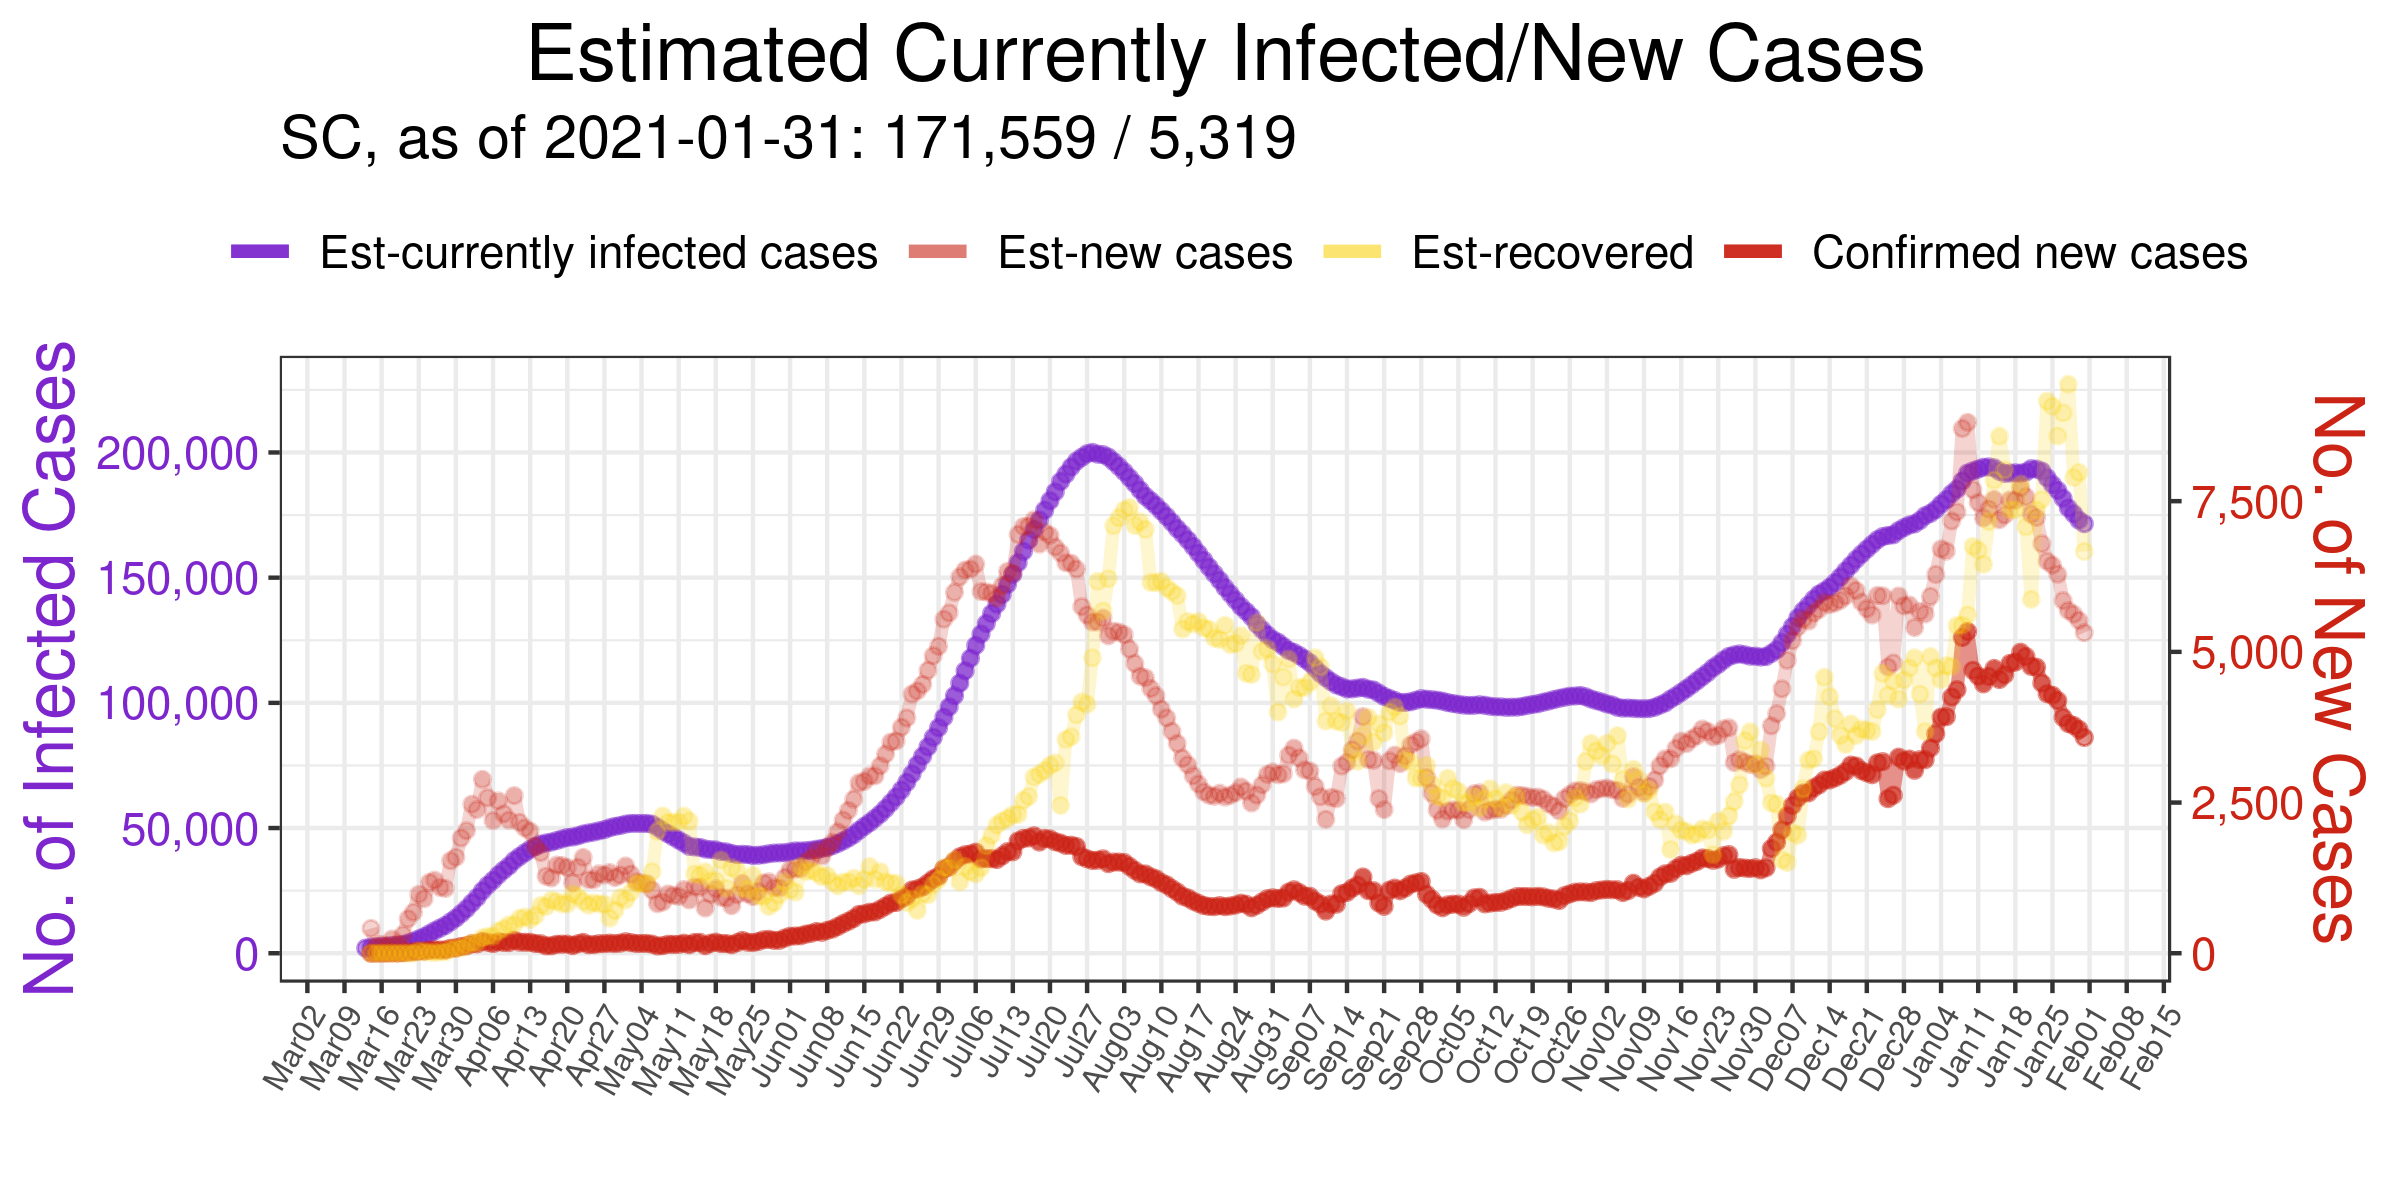 Estimated Currently Infected/New Cases
SC, as of 2021-01-31: 171,559 / 5,319
Est-currently infected cases Est-new cases Est-recovered Confirmed new cases
No. of Infected Cases
200,000
150,000
100,000
50,000
0
7,500
5,000
2,500
0
No. of New Cases
Mar02 Mar09 Mar16 Mar23 Mar30 Apr06 Apr13 Apr20 Apr27 May04 May11 May18 May25 Jun01 Jun08 Jun15 Jun22 Jun29 Jul06 Jul13 Jul20 Jul27 Aug03 Aug10 Aug17 Aug24 Aug31 Sep07 Sep14 Sep21 Sep28 Oct05 Oct12 Oct19 Oct26 Nov02 Nov09 Nov16 Nov23 Nov30 Dec07 Dec14 Dec21 Dec28 Jan04 Jan11 Jan18 Jan25 Feb01 Feb08 Feb15